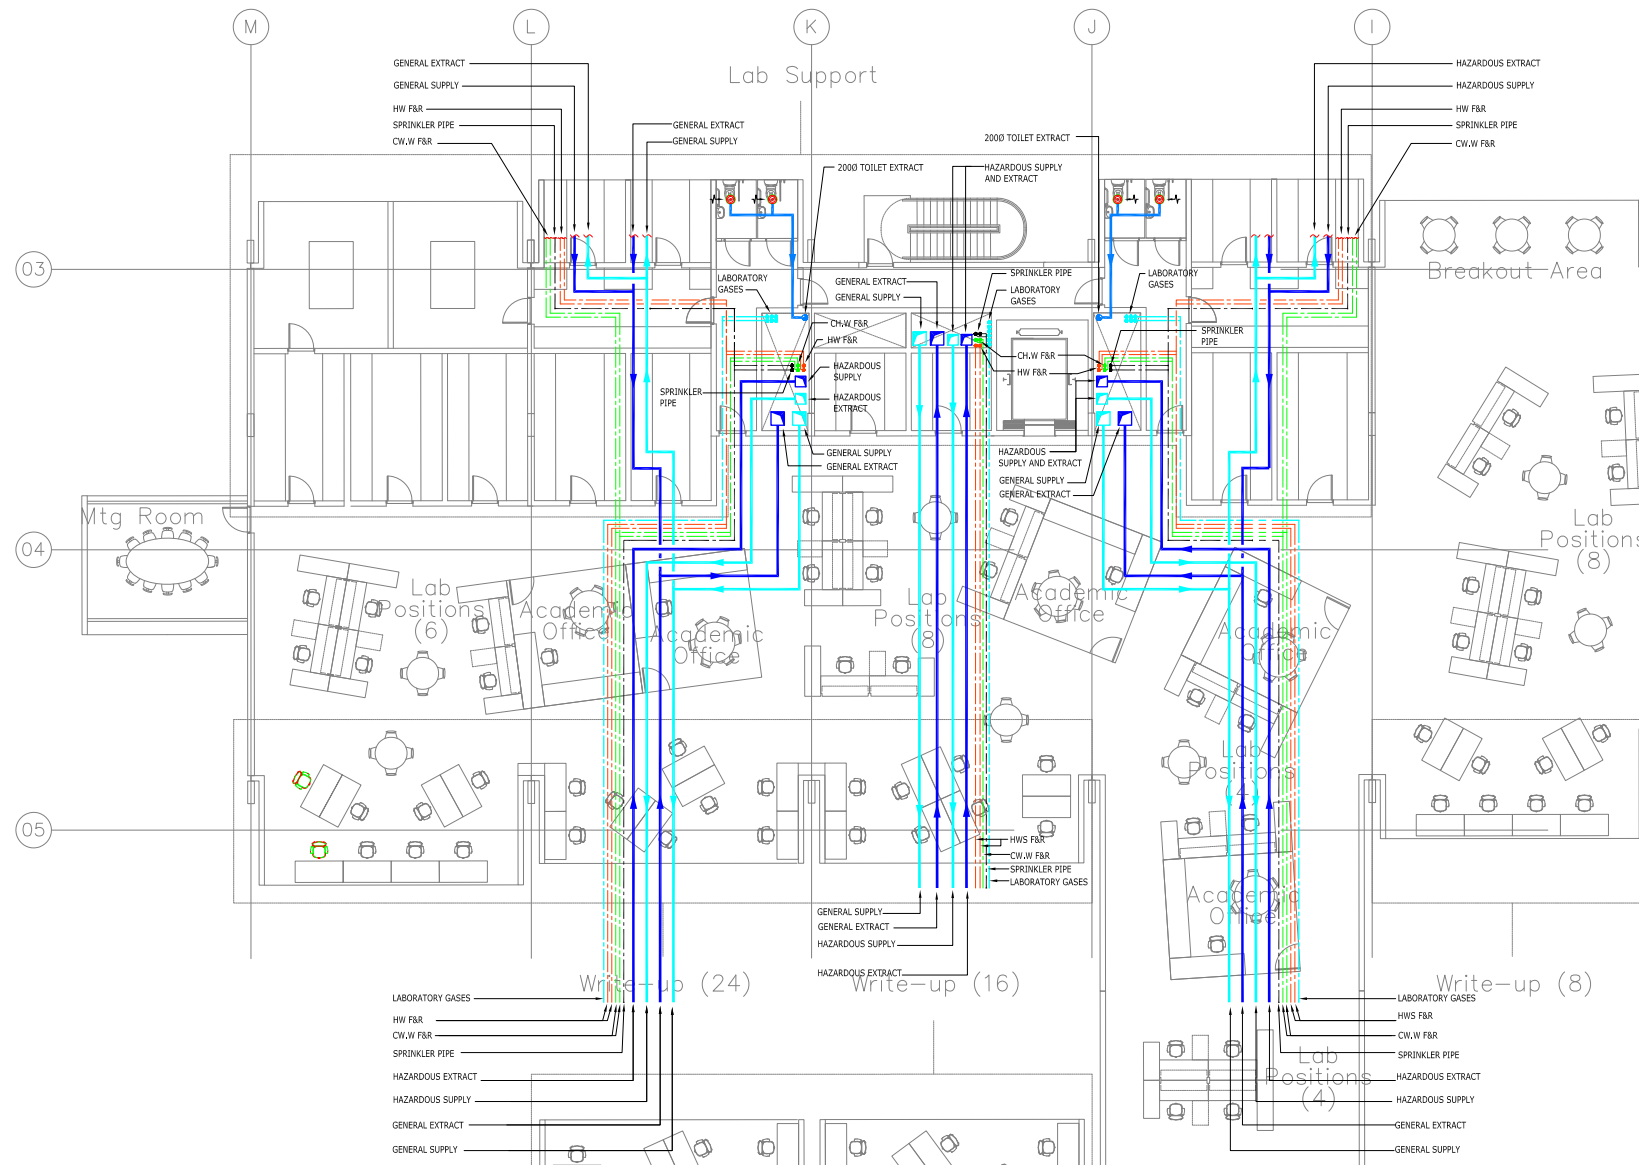 M
L
K
J
I
GENERAL EXTRACT
GENERAL SUPPLY
HW F&R
SPRINKLER PIPE
CW.W F&R
GENERAL EXTRACT
GENERAL SUPPLY
Lab Support
200Ø TOILET EXTRACT
HAZARDOUS SUPPLY
AND EXTRACT
200Ø TOILET EXTRACT
HAZARDOUS EXTRACT
HAZARDOUS SUPPLY
HW F&R
SPRINKLER PIPE
CW.W F&R
03
LABORATORY
GASES
GENERAL EXTRACT
GENERAL SUPPLY
SPRINKLER PIPE
LABORATORY
GASES
LABORATORY
GASES
Breakout Area
CH.W F&R
HW F&R
HAZARDOUS
SUPPLY
HAZARDOUS
EXTRACT
SPRINKLER
PIPE
CH.W F&R
HW F&R
SPRINKLER
PIPE
GENERAL SUPPLY
GENERAL EXTRACT
HAZARDOUS
SUPPLY AND EXTRACT
GENERAL SUPPLY
GENERAL EXTRACT
Mtg Room
04
Lab
Positions
(6)
Academic
Office
Academic
Office
Lab
Positions
(8)
Academic
Office
Academic
Office
Lab
Positions
(8)
Lab
Positions
(4)
05
HWS F&R
CW.W F&R
SPRINKLER PIPE
LABORATORY GASES
Academic
Office
GENERAL SUPPLY
GENERAL EXTRACT
HAZARDOUS SUPPLY
HAZARDOUS EXTRACT
Write-up (24)
Write-up (16)
Write-up (8)
LABORATORY GASES
HW F&R
CW.W F&R
SPRINKLER PIPE
HAZARDOUS EXTRACT
HAZARDOUS SUPPLY
GENERAL EXTRACT
GENERAL SUPPLY
Lab
Positions
(4)
LABORATORY GASES
HWS F&R
CW.W F&R
SPRINKLER PIPE
HAZARDOUS EXTRACT
HAZARDOUS SUPPLY
GENERAL EXTRACT
GENERAL SUPPLY